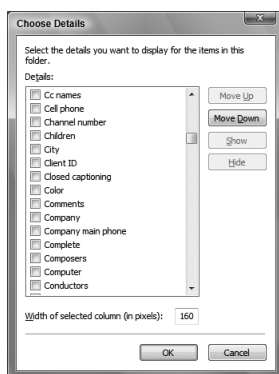 Choose Details
Select the details you want to display for the items in this
folder.
Details:
Cc names
Cell phone
Channel number
Children
City
Client ID
Closed captioning
Color
Comments
Company
Company main phone
Complete
Composers
Computer
Conductors
Move Up
Move Down
Show
Hide
Width of selected column (in pixels): 160
OK Cancel